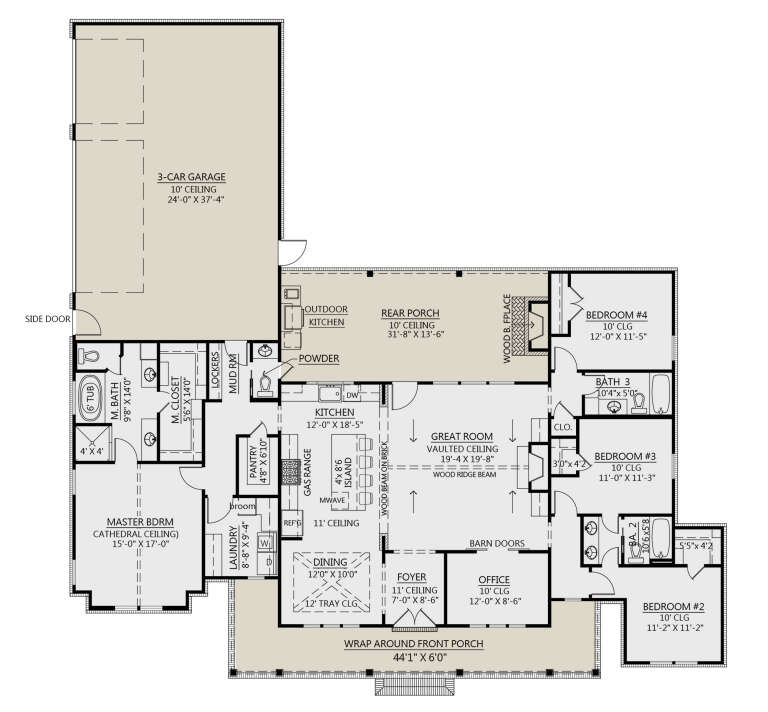 3-CAR GARAGE
10' CEILING
24'-0" X 37'-4"
SIDE DOOR
OUTDOOR
KITCHEN
REAR PORCH
10' CEILING
31'-8" X 13'-6"
WOOD B. FPLACE
BEDROOM #4
10' CLG
12'-0" X 11'-5"
POWDER
LOCKERS
MUD RM
6' TUB
M. BATH
9'8" X 14'0"
M. CLOSET
5'6" X 14'0"
4' X 4'
BATH 3
10'4"x 5'0"
DW
KITCHEN
12'-0" X 18'-5"
GREAT ROOM
VAULTED CEILING
19'-4 X 19'-8"
WOOD RIDGE BEAM
CLO.
PANTRY
4'8" X 6'10"
GAS RANGE
4'x 8'6
ISLAND
WOOD BEAM ON BRICK
3'0"x 4'2
BEDROOM #3
10' CLG
11'-0" X 11'-3"
MWAVE
REF'G
11' CEILING
broom
MASTER BDRM
CATHEDRAL CEILING)
15'-0" X 17'-0"
LAUNDRY
8'-8" X 9'-4"
W
BARN DOORS
BA. 2
10'6x5'8
5'5"x 4'2
DINING
12'0" X 10'0"
12' TRAY CLG
FOYER
11' CEILING
7'-0" X 8'-6"
OFFICE
10' CLG
12'-0" X 8'-6"
BEDROOM #2
10' CLG
11'-2" X 11'-2"
WRAP AROUND FRONT PORCH
44'1" X 6'0"